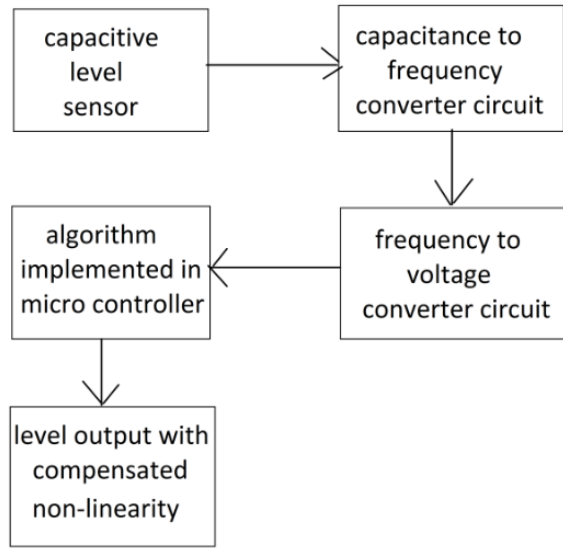 capacitive
level
sensor
capacitance to
frequency
converter circuit
frequency to
voltage
converter circuit
algorithm
implemented in
micro controller
level output with
compensated
non-linearity